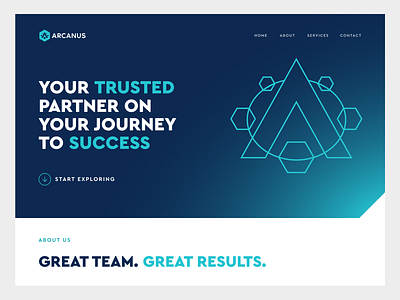 ARCANUS
HOME ABOUT SERVICES CONTACT
YOUR TRUSTED
PARTNER ON
YOUR JOURNEY
TO SUCCESS
START EXPLORING
ABOUT US
GREAT TEAM. GREAT RESULTS.